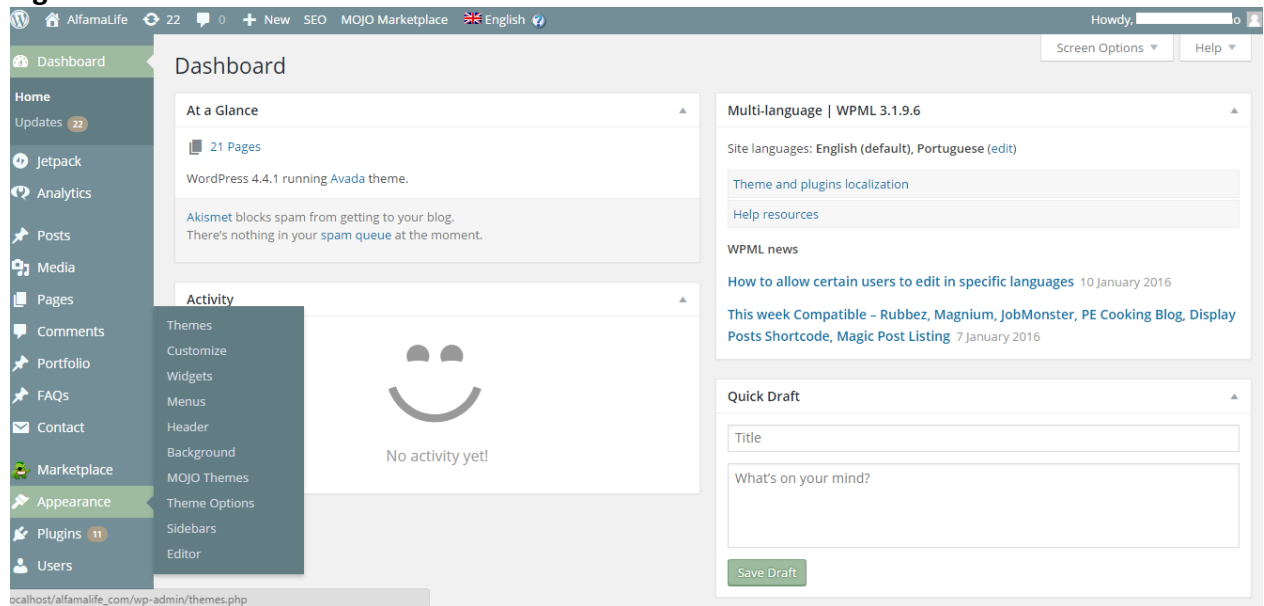 AlfamaLife 22 0 + New SEO MOJO Marketplace English Howdy, o
Screen Options Help
Dashboard
Home
Updates 22
Jetpack
Analytics
Posts
Media
Pages
Comments
Portfolio
FAQs
Contact
Marketplace
Appearance
Plugins 11
Users
Themes
Customize
Widgets
Menus
Header
Background
MOJO Themes
Theme Options
Sidebars
Editor
Dashboard
At a Glance
21 Pages
WordPress 4.4.1 running Avada theme.
Akismet blocks spam from getting to your blog.
There's nothing in your spam queue at the moment.
Activity
No activity yet!
Multi-language | WPML 3.1.9.6
Site languages: English (default), Portuguese (edit)
Theme and plugins localization
Help resources
WPML news
How to allow certain users to edit in specific languages 10 January 2016
This week Compatible – Rubbez, Magnium, JobMonster, PE Cooking Blog, Display
Posts Shortcode, Magic Post Listing 7 January 2016
Quick Draft
Title
What's on your mind?
Save Draft
ocalhost/alfamalife_com/wp-admin/themes.php